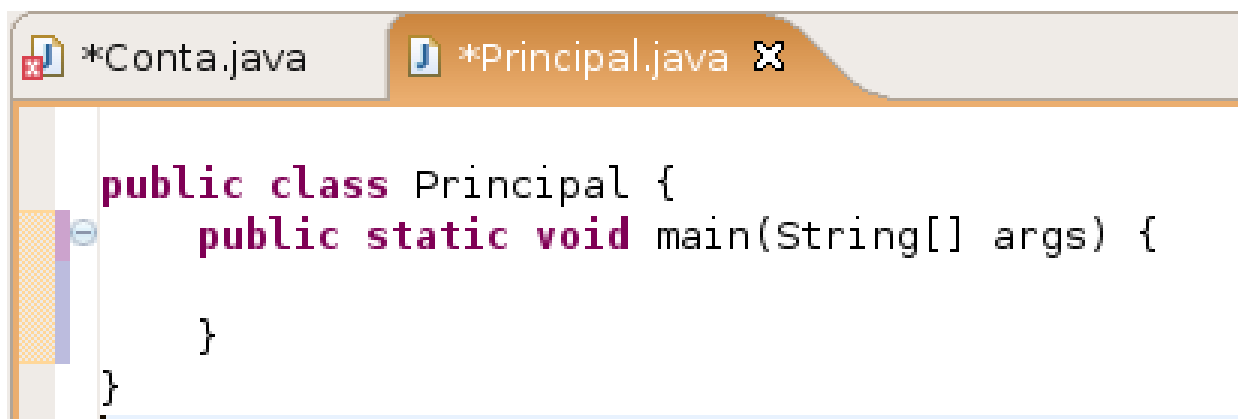 *Conta.java *Principal.java
public class Principal {
public static void main(String[] args) {
}
}